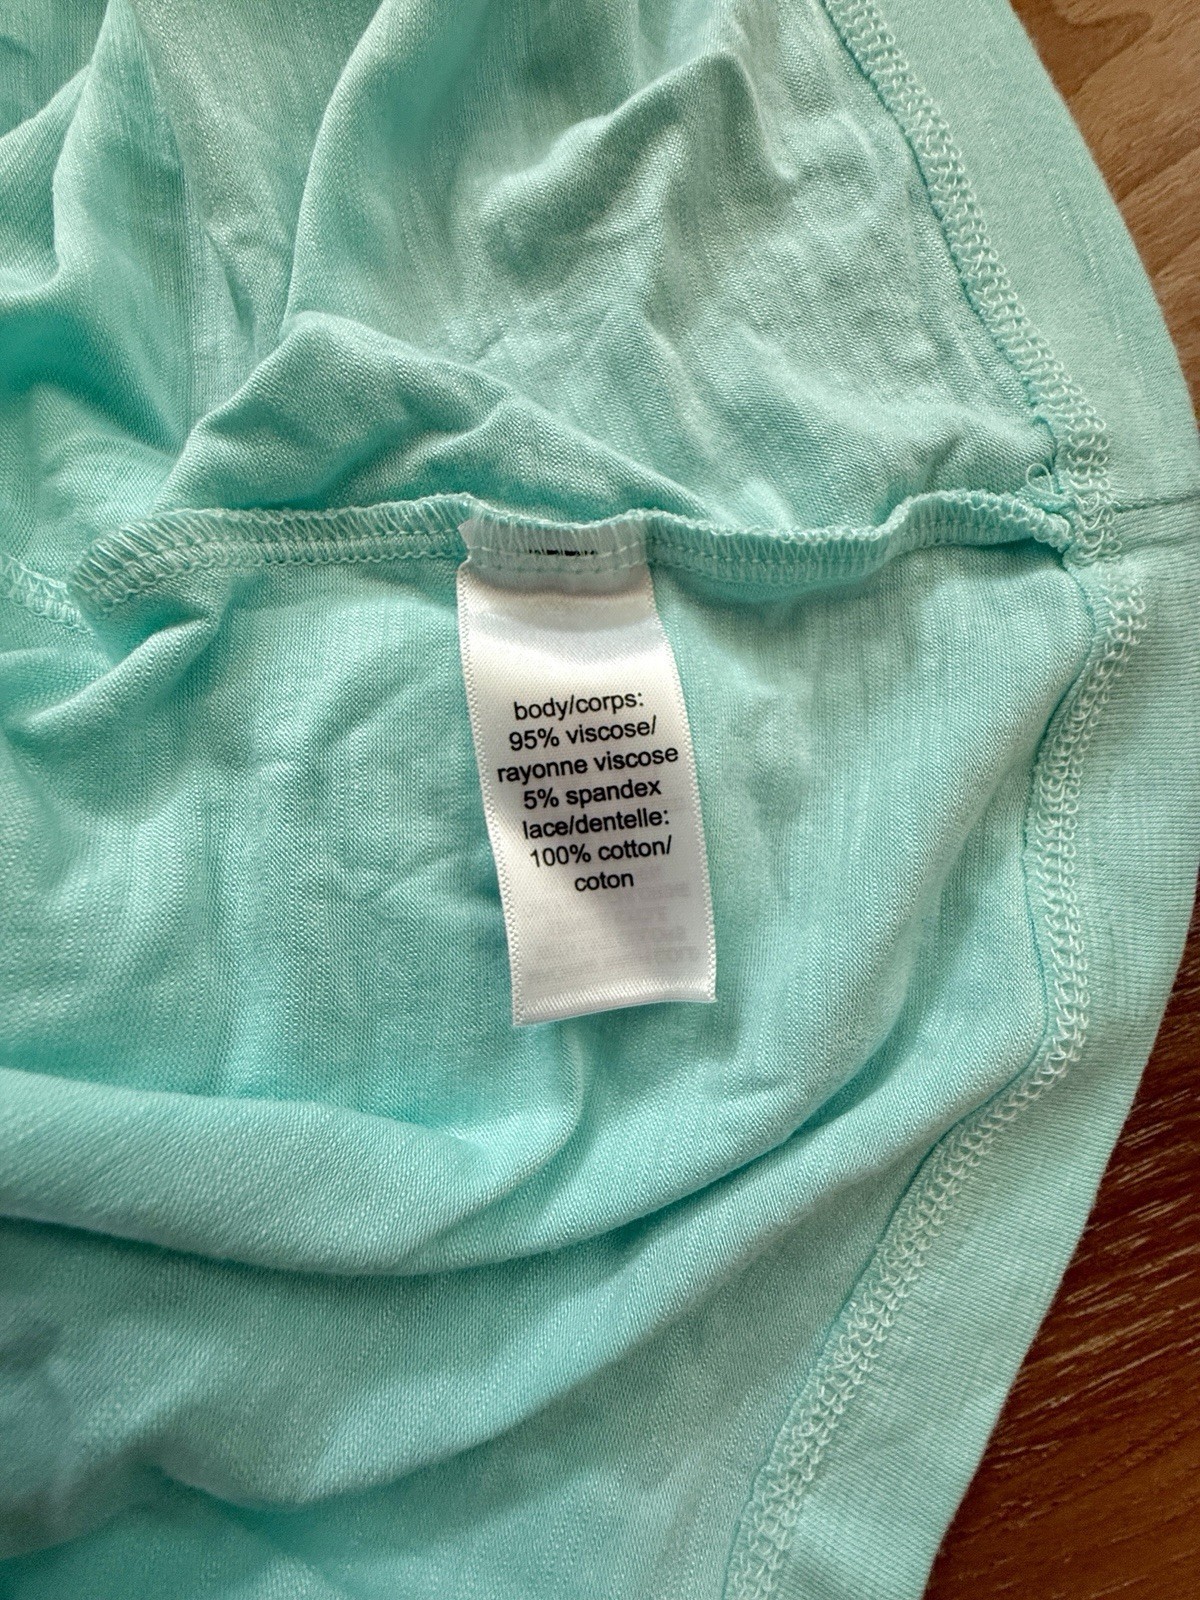 body/corps:
95% viscose/
rayonne viscose
5% spandex
lace/dentelle:
100% cotton/
coton